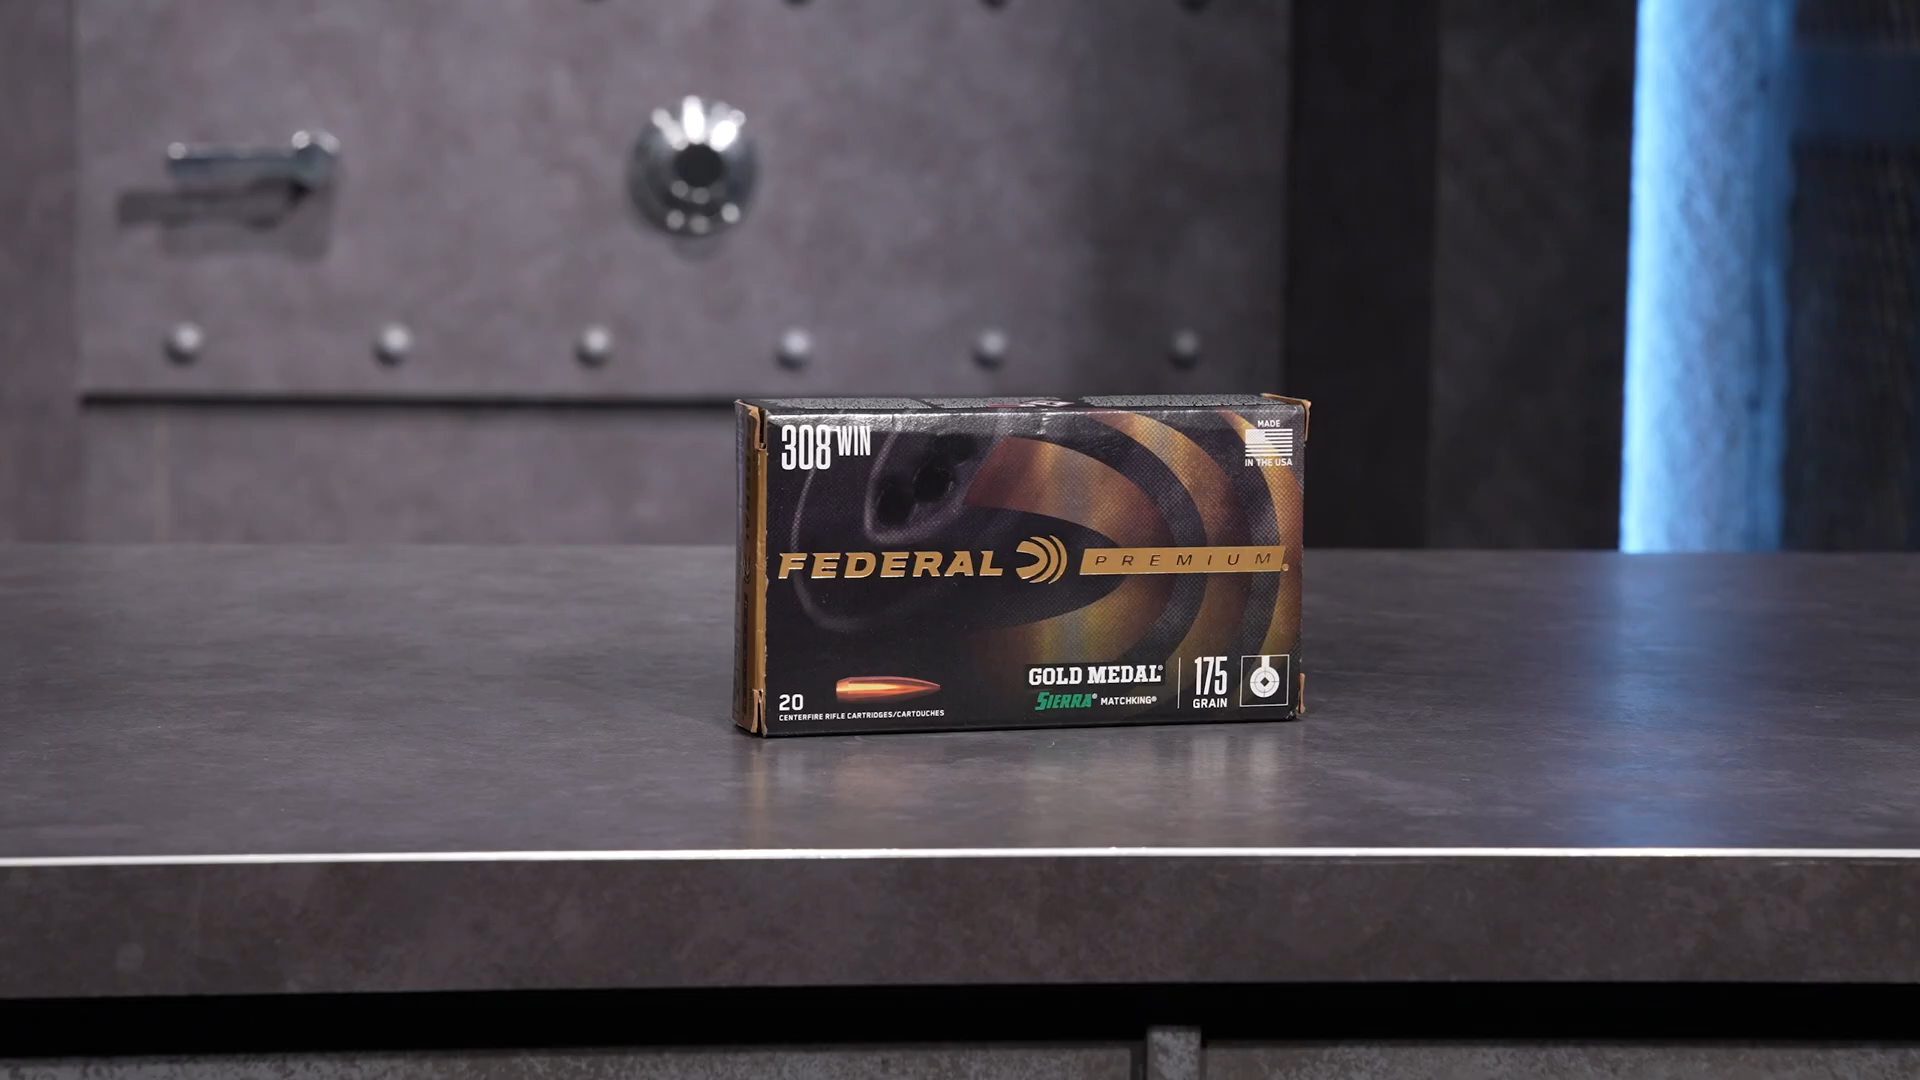 308 WIN
MADE
IN THE USA
FEDERAL PREMIUM
20
CENTERFIRE RIFLE CARTRIDGES/CARTOUCHES
GOLD MEDAL®
SIERRA® MATCHKING®
175
GRAIN